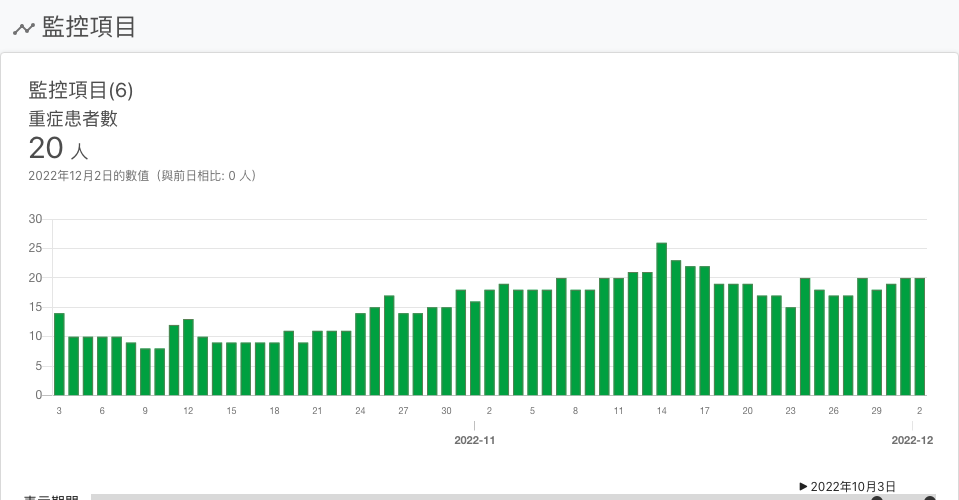 監控項目
監控項目(6)
重症患者數
20 人
2022年12月2日的數值（與前日相比: 0 人）
30
25
20
15
10
5
0
3 6 9 12 15 18 21 24 27 30 2 5 8 11 14 17 20 23 26 29 2
2022-11 2022-12
▶ 2022年10月3日
表示期間